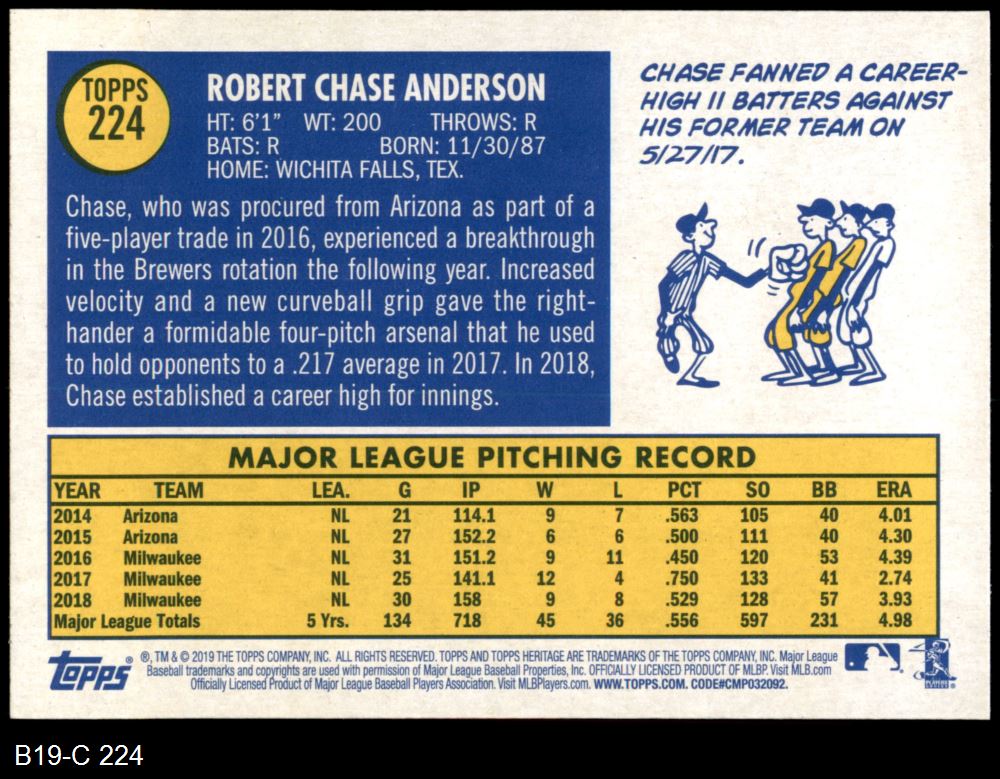 TOPPS
224
ROBERT CHASE ANDERSON
HT: 6'1" WT: 200 THROWS: R
BATS: R BORN: 11/30/87
HOME: WICHITA FALLS, TEX.
Chase, who was procured from Arizona as part of a
five-player trade in 2016, experienced a breakthrough
in the Brewers rotation the following year. Increased
velocity and a new curveball grip gave the right-
hander a formidable four-pitch arsenal that he used
to hold opponents to a .217 average in 2017. In 2018,
Chase established a career high for innings.
CHASE FANNED A CAREER-
HIGH 11 BATTERS AGAINST
HIS FORMER TEAM ON
5/27/17.
MAJOR LEAGUE PITCHING RECORD
YEAR TEAM LEA. G IP W L PCT SO BB ERA
2014 Arizona NL 21 114.1 9 7 .563 105 40 4.01
2015 Arizona NL 27 152.2 6 6 .500 111 40 4.30
2016 Milwaukee NL 31 151.2 9 11 .450 120 53 4.39
2017 Milwaukee NL 25 141.1 12 4 .750 133 41 2.74
2018 Milwaukee NL 30 158 9 8 .529 128 57 3.93
Major League Totals 5 Yrs. 134 718 45 36 .556 597 231 4.98
TOPPS®
®, TM & © 2019 THE TOPPS COMPANY, INC. ALL RIGHTS RESERVED. TOPPS AND TOPPS HERITAGE ARE TRADEMARKS OF THE TOPPS COMPANY, INC. Major League
Baseball trademarks and copyrights are used with permission of Major League Baseball Properties, Inc. OFFICIALLY LICENSED PRODUCT OF MLBP. Visit MLB.com
Officially Licensed Product of Major League Baseball Players Association. Visit MLBPlayers.com. WWW.TOPPS.COM. CODE#CMP032092.
B19-C 224